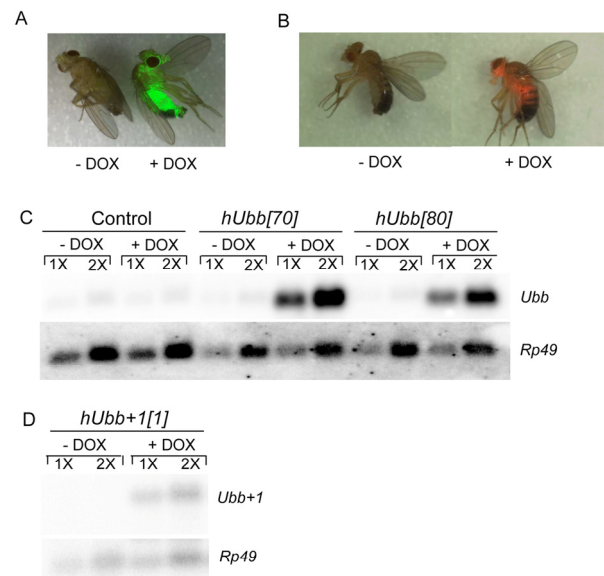 A
B
- DOX + DOX
- DOX + DOX
C
Control hUbb[70] hUbb[80]
- DOX + DOX - DOX + DOX - DOX + DOX
1X 2X 1X 2X 1X 2X 1X 2X 1X 2X 1X 2X
Ubb
Rp49
D
hUbb+1[1]
- DOX + DOX
1X 2X 1X 2X
Ubb+1
Rp49